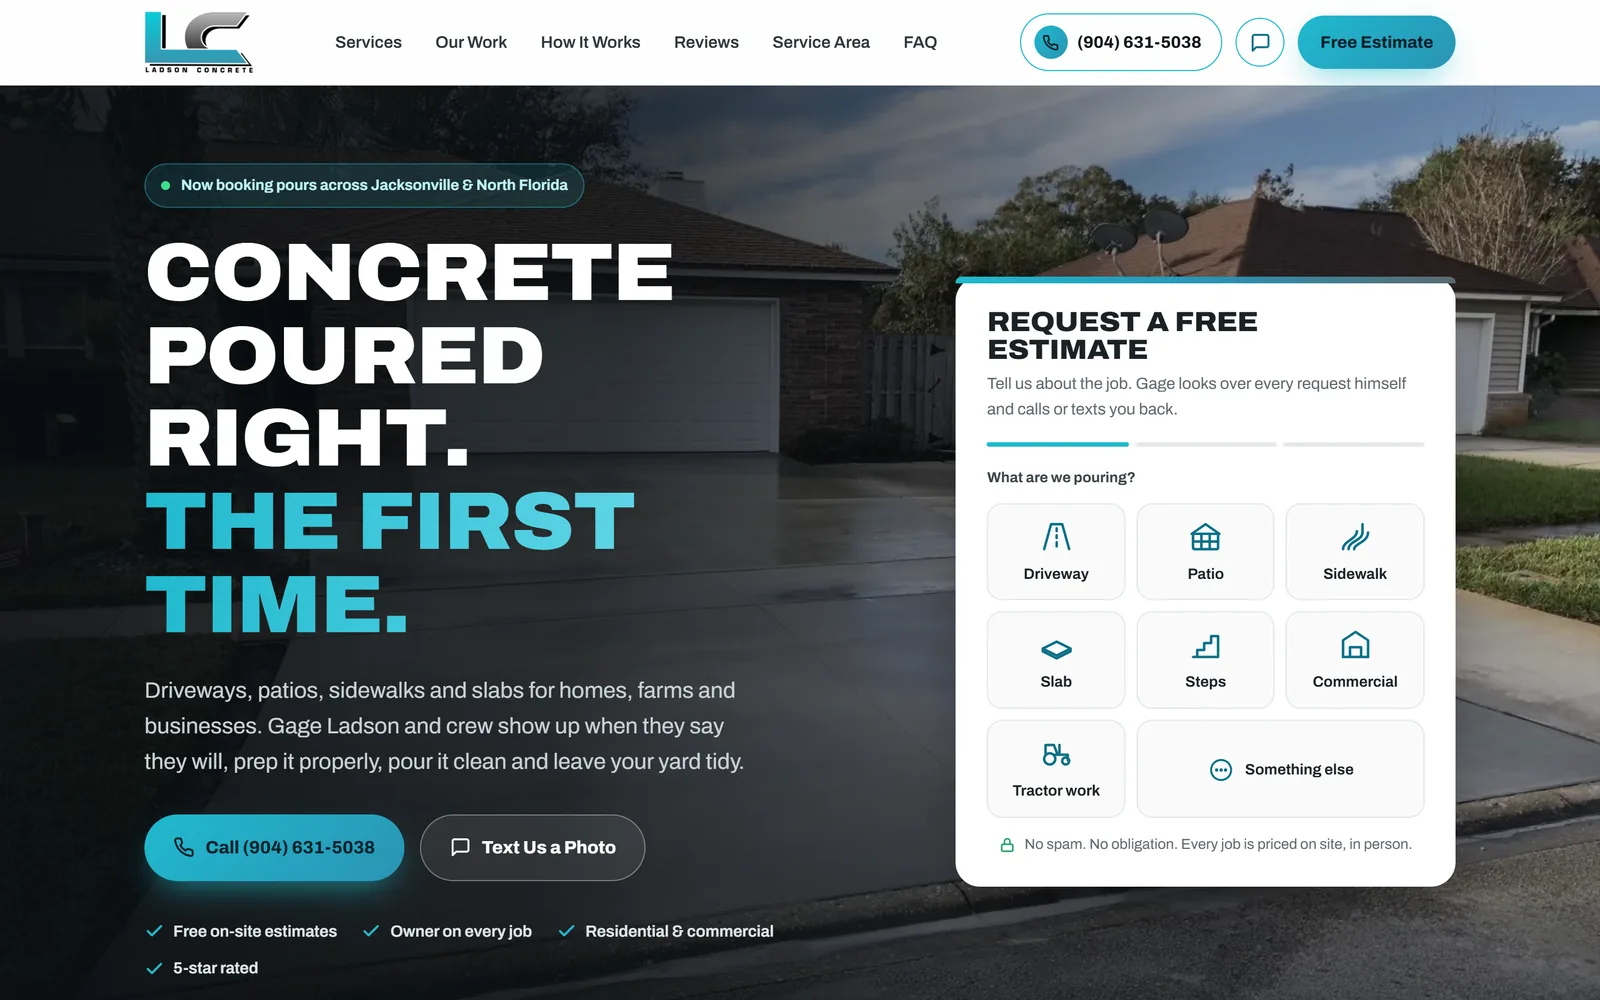 LC
LADSON CONCRETE
Services
Our Work
How It Works
Reviews
Service Area
FAQ
(904) 631-5038
Free Estimate
Now booking pours across Jacksonville & North Florida
CONCRETE
POURED
RIGHT.
THE FIRST
TIME.
Driveways, patios, sidewalks and slabs for homes, farms and
businesses. Gage Ladson and crew show up when they say
they will, prep it properly, pour it clean and leave your yard tidy.
Call (904) 631-5038
Text Us a Photo
Free on-site estimates
Owner on every job
Residential & commercial
5-star rated
REQUEST A FREE
ESTIMATE
Tell us about the job. Gage looks over every request himself
and calls or texts you back.
What are we pouring?
Driveway
Patio
Sidewalk
Slab
Steps
Commercial
Tractor work
Something else
No spam. No obligation. Every job is priced on site, in person.